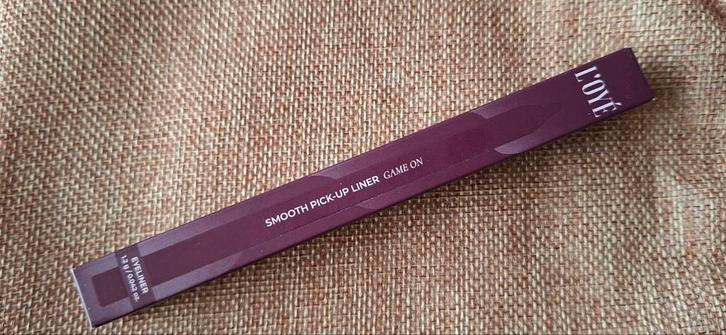 L'OYÉ
SMOOTH PICK-UP LINER GAME ON
EYELINER
1.2 g / 0.042 oz.